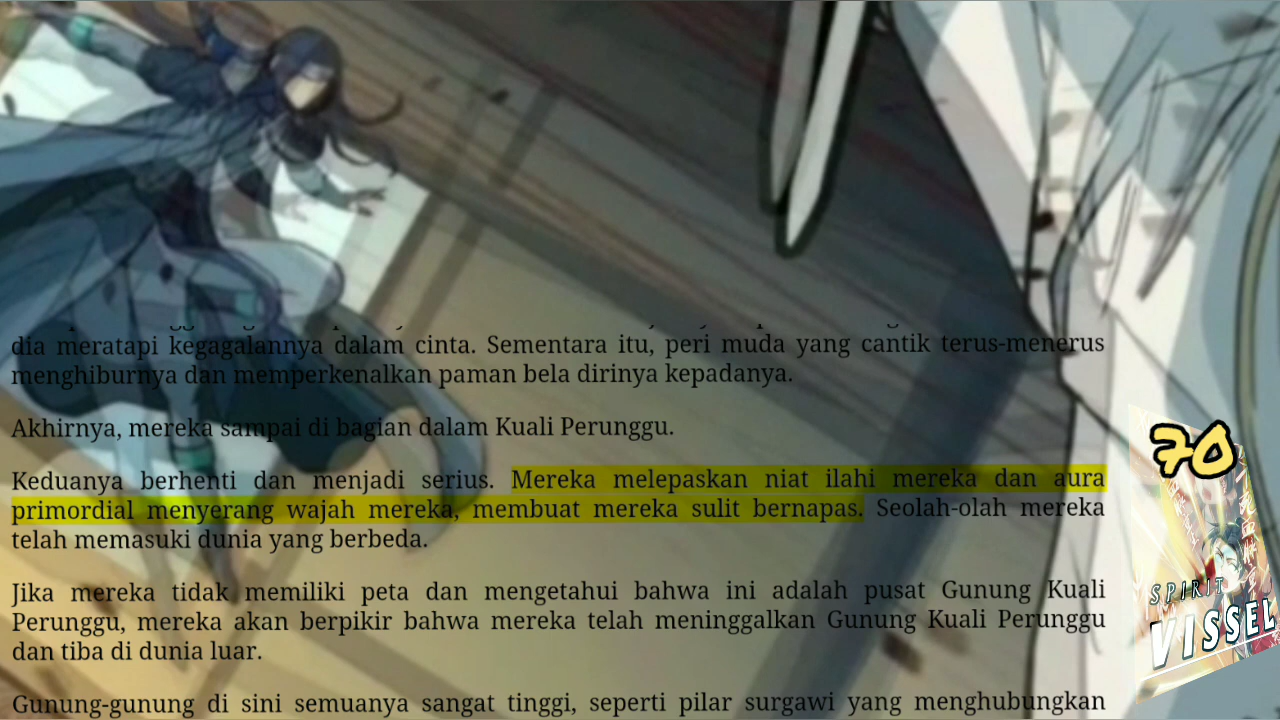 dia meratapi kegagalannya dalam cinta. Sementara itu, peri muda yang cantik terus-menerus
menghiburnya dan memperkenalkan paman bela dirinya kepadanya.
Akhirnya, mereka sampai di bagian dalam Kuali Perunggu.
Keduanya berhenti dan menjadi serius. Mereka melepaskan niat ilahi mereka dan aura
primordial menyerang wajah mereka, membuat mereka sulit bernapas. Seolah-olah mereka
telah memasuki dunia yang berbeda.
Jika mereka tidak memiliki peta dan mengetahui bahwa ini adalah pusat Gunung Kuali
Perunggu, mereka akan berpikir bahwa mereka telah meninggalkan Gunung Kuali Perunggu
dan tiba di dunia luar.
Gunung-gunung di sini semuanya sangat tinggi, seperti pilar surgawi yang menghubungkan
70
SPIRIT
VISSEL